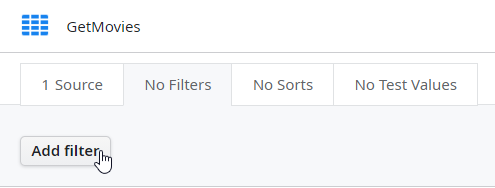 GetMovies
1 Source No Filters No Sorts No Test Values
Add filter